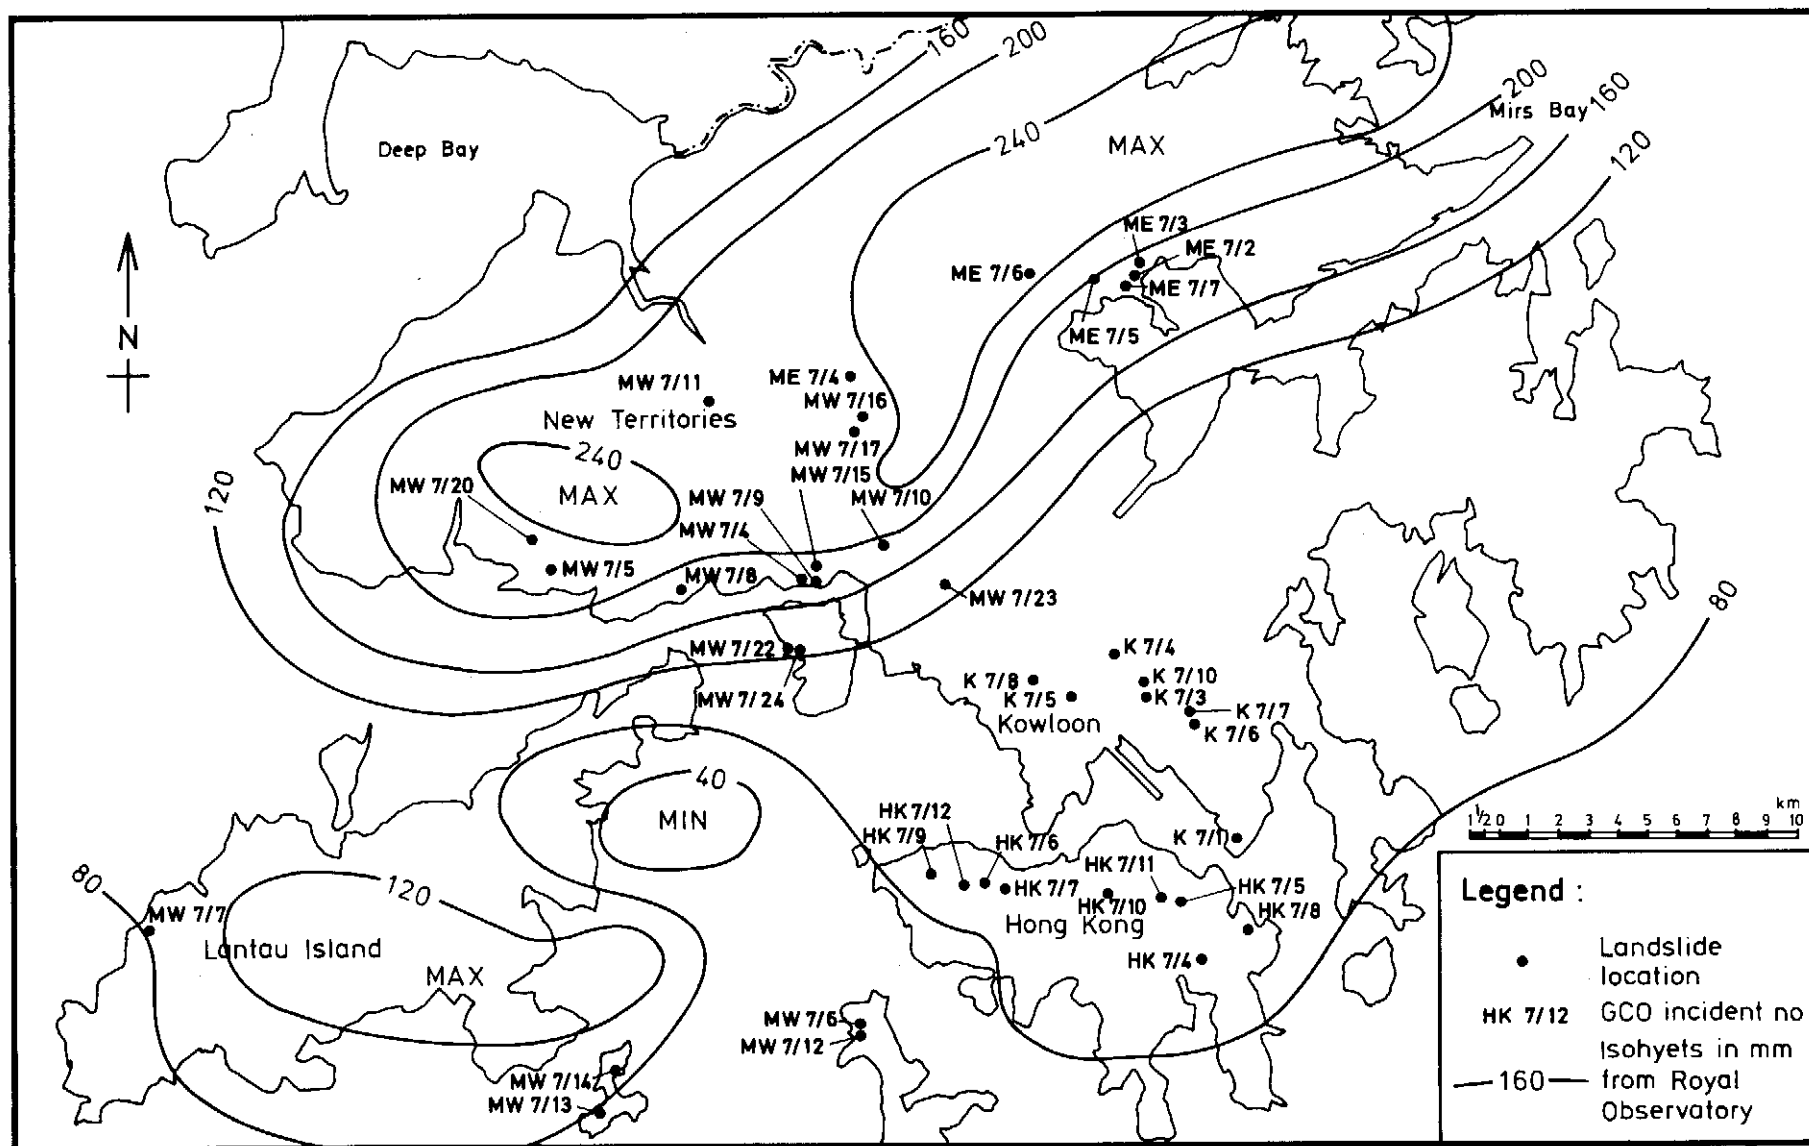 160
200
200
Mirs Bay
160
120
240
MAX
Deep Bay
N
ME 7/3
ME 7/2
ME 7/6
ME 7/7
ME 7/5
MW 7/11
ME 7/4
MW 7/16
New Territories
MW 7/17
240
MW 7/15
MW 7/20
MAX
MW 7/9
MW 7/10
120
MW 7/4
MW 7/5
MW 7/8
MW 7/23
80
MW 7/22
K 7/4
K 7/8
K 7/10
MW 7/24
K 7/5
K 7/3
Kowloon
K 7/7
K 7/6
40
MIN
km
1 1/2 0 1 2 3 4 5 6 7 8 9 10
HK 7/12
HK 7/9
HK 7/6
K 7/1
HK 7/11
HK 7/7
HK 7/5
HK 7/10
HK 7/8
Hong Kong
80
120
MW 7/7
Lantau Island
MAX
HK 7/4
MW 7/6
MW 7/12
MW 7/14
MW 7/13
Legend :
Landslide
location
HK 7/12 GCO incident no
Isohyets in mm
160 from Royal
Observatory